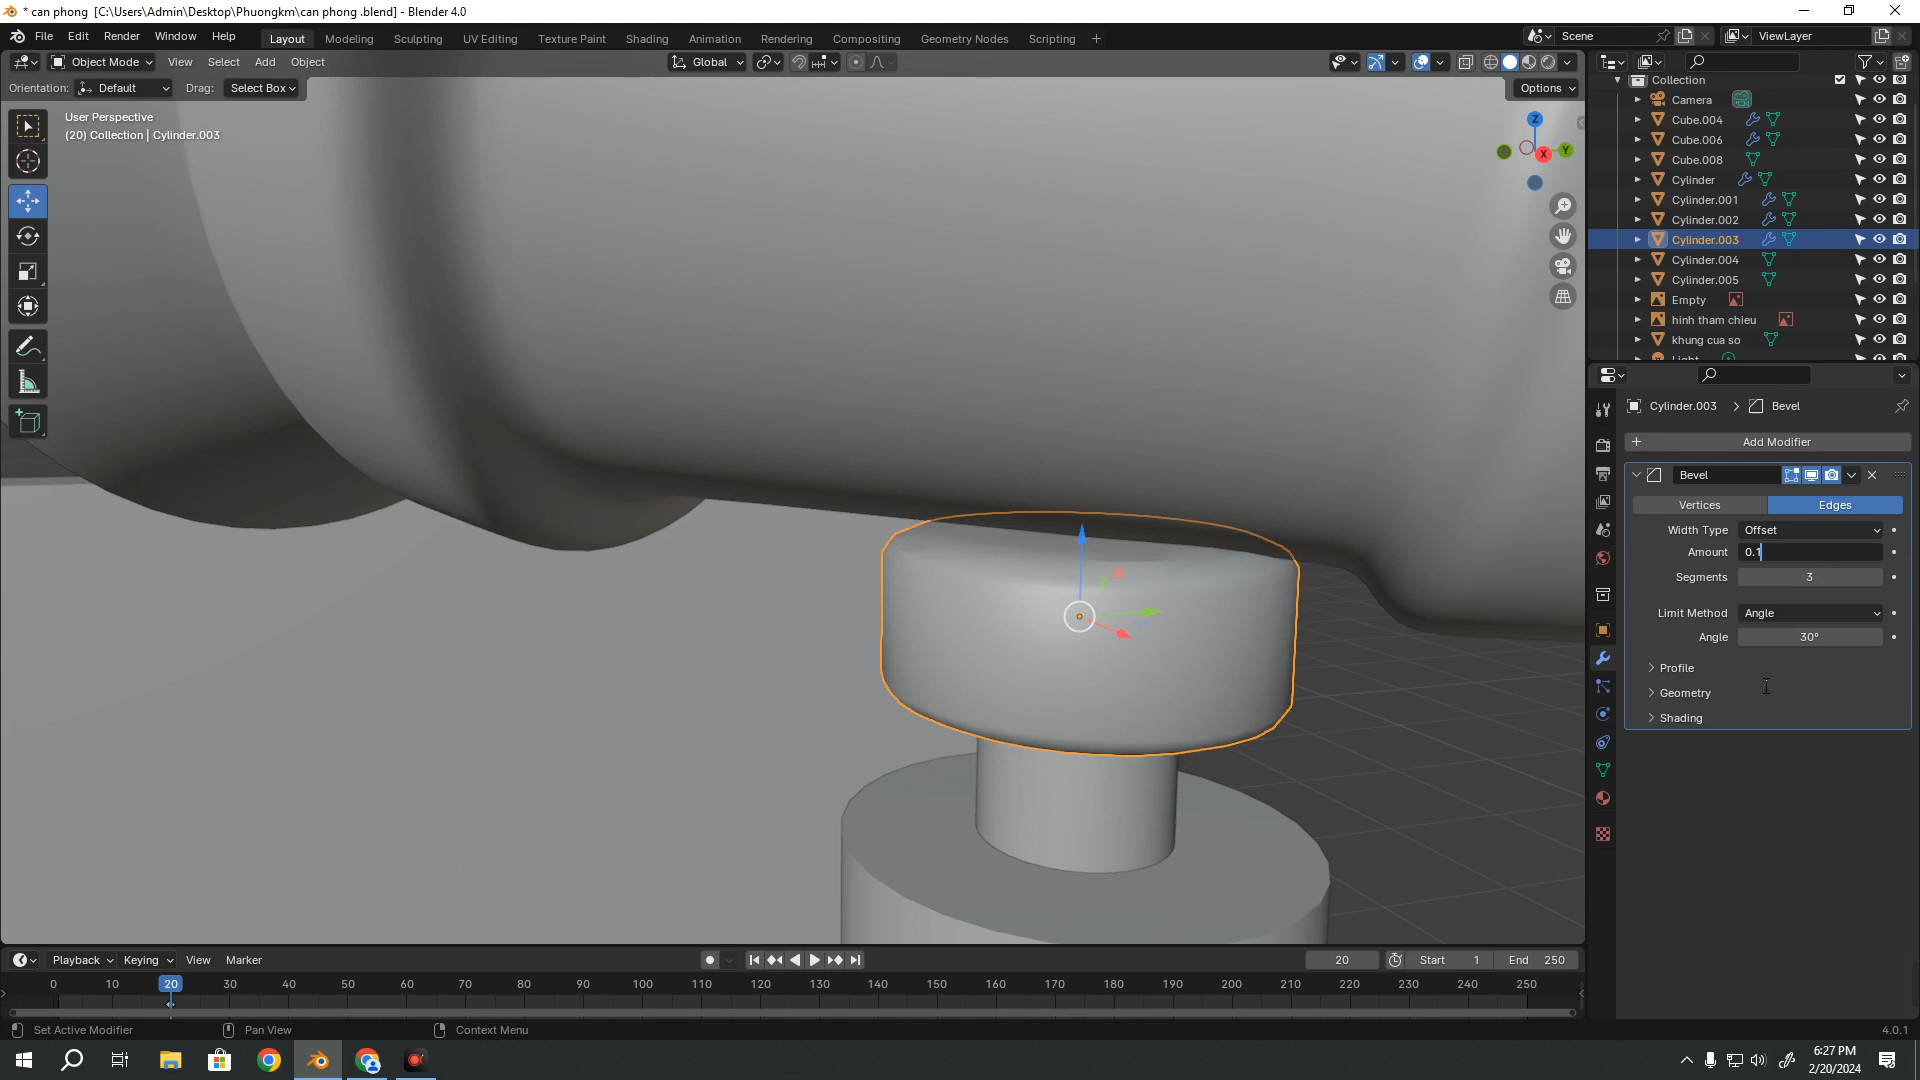 * can phong  [C:\Users\Admin\Desktop\Phuongkm\can phong .blend] - Blender 4.0
File Edit Render Window Help
Layout Modeling Sculpting UV Editing Texture Paint Shading Animation Rendering Compositing Geometry Nodes Scripting +
Scene
ViewLayer
Object Mode View Select Add Object
Global
Orientation: Default Drag: Select Box
Options
User Perspective
(20) Collection | Cylinder.003
Z
X
Y
Collection
Camera
Cube.004
Cube.006
Cube.008
Cylinder
Cylinder.001
Cylinder.002
Cylinder.003
Cylinder.004
Cylinder.005
Empty
hinh tham chieu
khung cua so
Light
Cylinder.003 > Bevel
+ Add Modifier
Bevel
Vertices Edges
Width Type Offset
Amount 0.1
Segments 3
Limit Method Angle
Angle 30°
Profile
Geometry
Shading
Playback Keying View Marker
20
Start 1
End 250
0 10 20 30 40 50 60 70 80 90 100 110 120 130 140 150 160 170 180 190 200 210 220 230 240 250
Set Active Modifier
Pan View
Context Menu
4.0.1
6:27 PM
2/20/2024